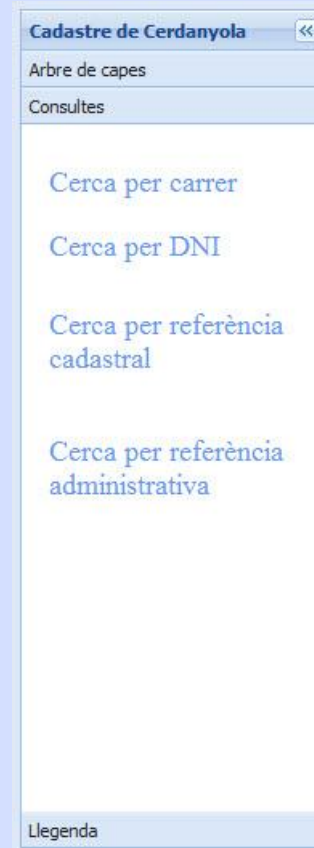 Cadastre de Cerdanyola
Arbre de capes
Consultes
Cerca per carrer
Cerca per DNI
Cerca per referència
cadastral
Cerca per referència
administrativa
Llegenda